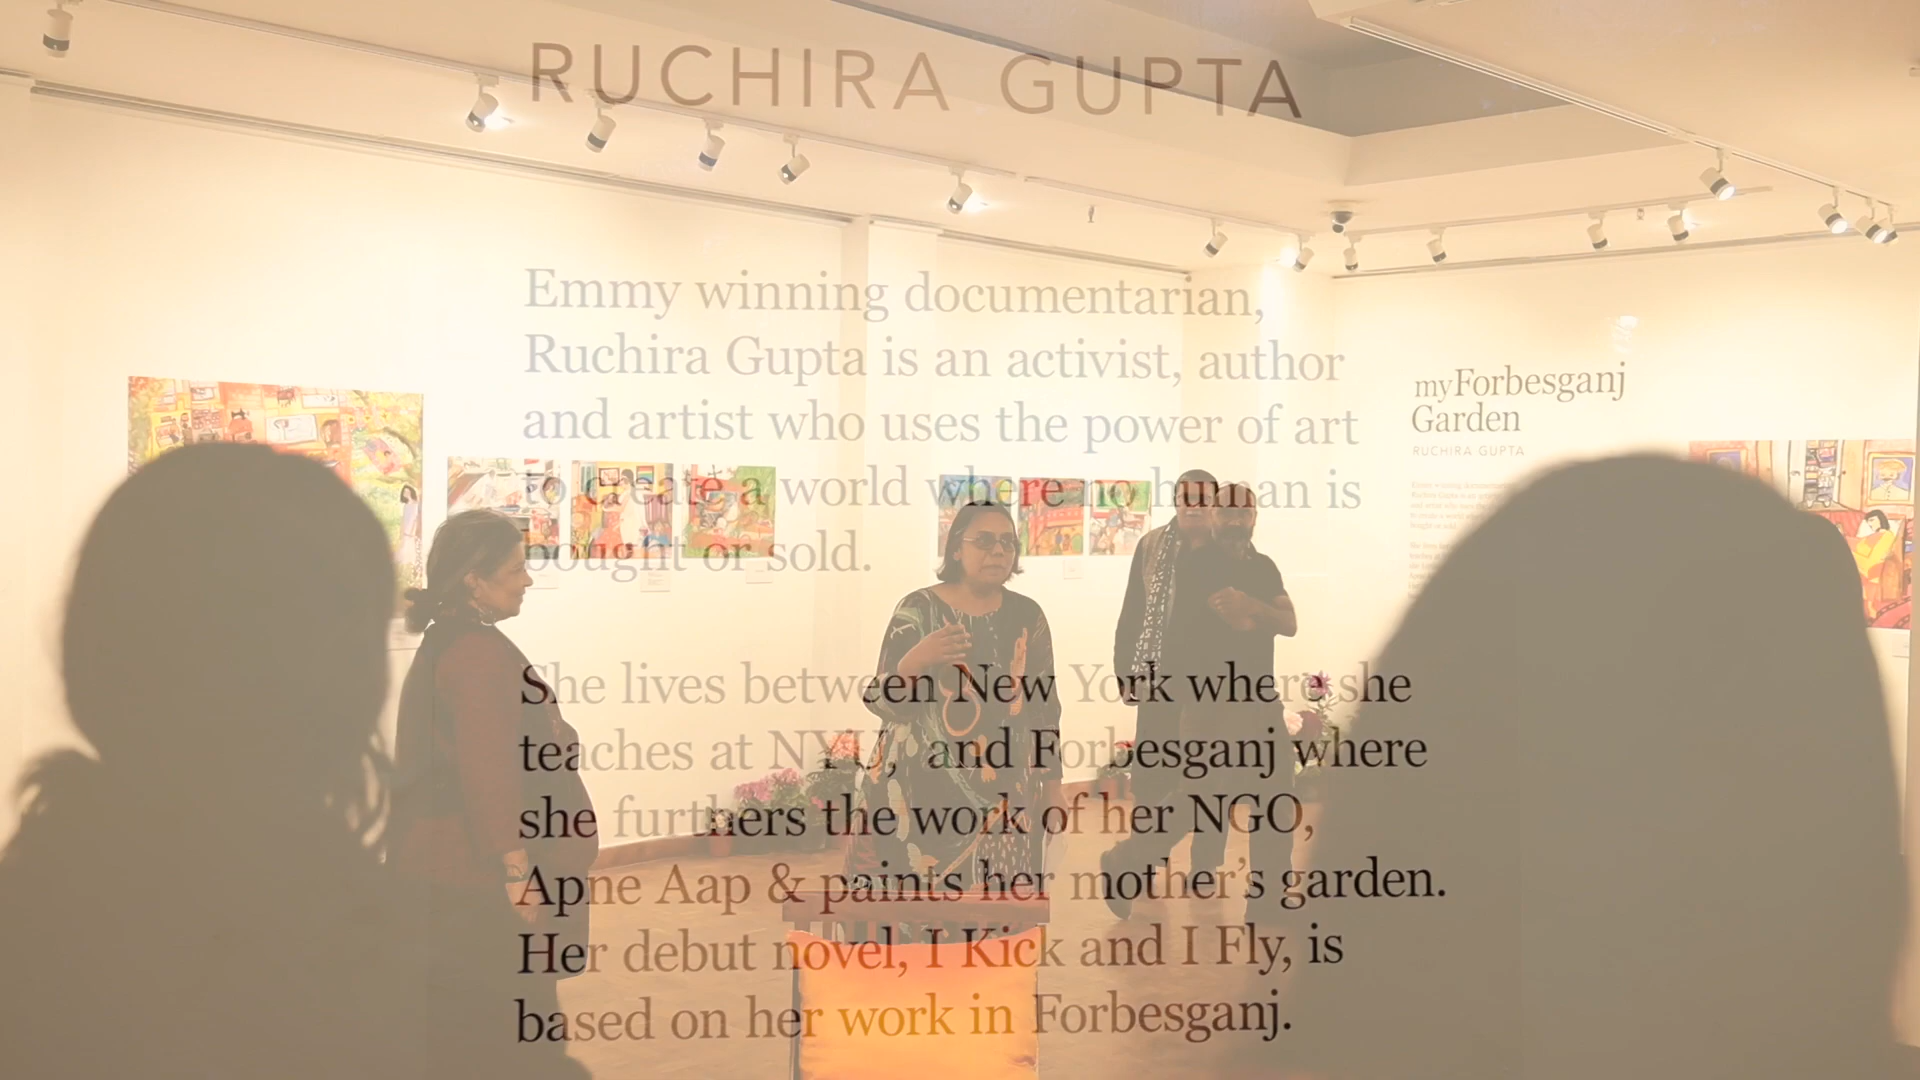 RUCHIRA GUPTA
Emmy winning documentarian,
Ruchira Gupta is an activist, author
and artist who uses the power of art
to create a world where no human is
bought or sold.
She lives between New York where she
teaches at NYU, and Forbesganj where
she furthers the work of her NGO,
Apne Aap & paints her mother's garden.
Her debut novel, I Kick and I Fly, is
based on her work in Forbesganj.
myForbesganj
Garden
RUCHIRA GUPTA